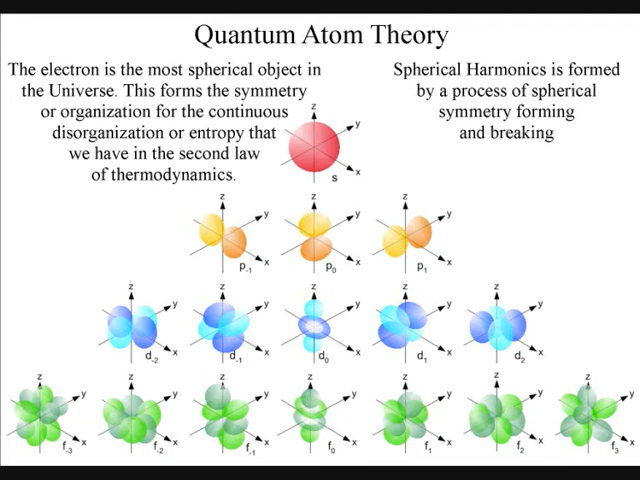 Quantum Atom Theory
The electron is the most spherical object in
the Universe. This forms the symmetry
or organization for the continuous
disorganization or entropy that
we have in the second law
of thermodynamics.
Spherical Harmonics is formed
by a process of spherical
symmetry forming
and breaking
z
y
x
s
z z z
y y y
x x x
p-1 p0 p1
z z z z z
y y y y y
x x x x x
d-2 d-1 d0 d1 d2
z z z z z z z
y y y y y y y
x x x x x x x
f-3 f-2 f-1 f0 f1 f2 f3